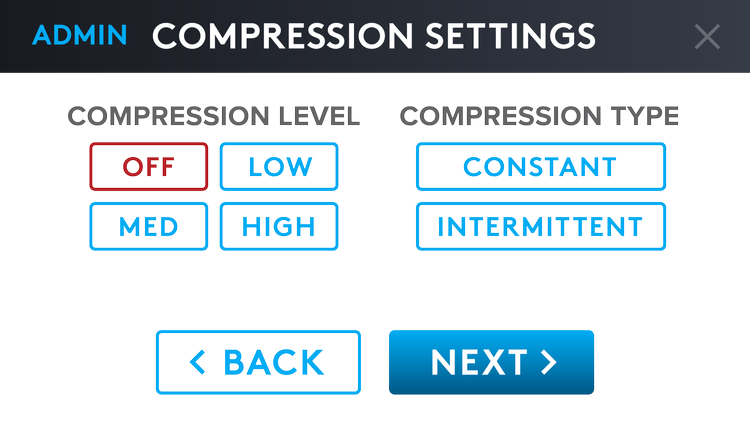 ADMIN COMPRESSION SETTINGS
COMPRESSION LEVEL
OFF LOW
MED HIGH
COMPRESSION TYPE
CONSTANT
INTERMITTENT
BACK
NEXT